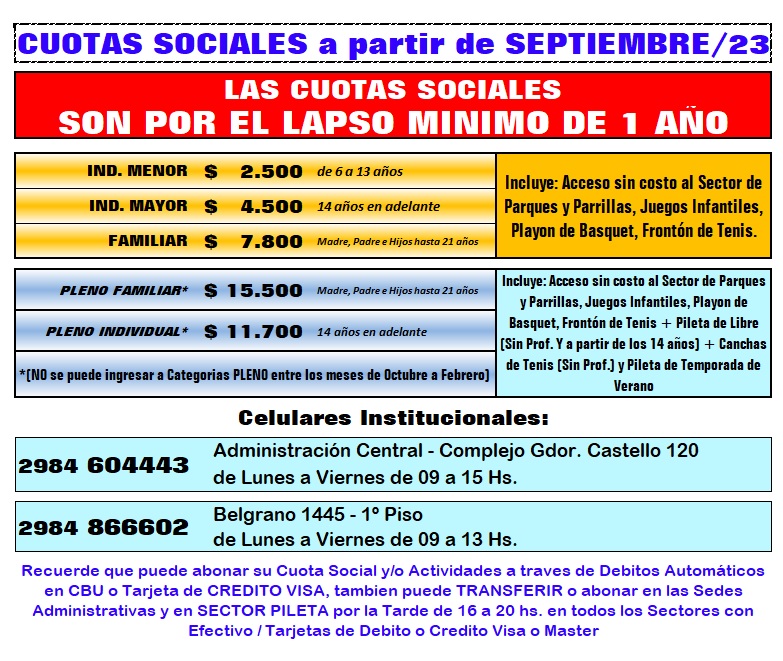 CUOTAS SOCIALES a partir de SEPTIEMBRE/23
LAS CUOTAS SOCIALES
SON POR EL LAPSO MINIMO DE 1 AÑO
IND. MENOR $ 2.500 de 6 a 13 años
IND. MAYOR $ 4.500 14 años en adelante
FAMILIAR $ 7.800 Madre, Padre e Hijos hasta 21 años
Incluye: Acceso sin costo al Sector de
Parques y Parrillas, Juegos Infantiles,
Playon de Basquet, Frontón de Tenis.
PLENO FAMILIAR* $ 15.500 Madre, Padre e Hijos hasta 21 años
PLENO INDIVIDUAL* $ 11.700 14 años en adelante
*(NO se puede ingresar a Categorias PLENO entre los meses de Octubre a Febrero)
Incluye: Acceso sin costo al Sector de Parques
y Parrillas, Juegos Infantiles, Playon de
Basquet, Frontón de Tenis + Pileta de Libre
(Sin Prof. Y a partir de los 14 años) + Canchas
de Tenis (Sin Prof.) y Pileta de Temporada de
Verano
Celulares Institucionales:
2984 604443 Administración Central - Complejo Gdor. Castello 120
de Lunes a Viernes de 09 a 15 Hs.
2984 866602 Belgrano 1445 - 1º Piso
de Lunes a Viernes de 09 a 13 Hs.
Recuerde que puede abonar su Cuota Social y/o Actividades a traves de Debitos Automáticos
en CBU o Tarjeta de CREDITO VISA, tambien puede TRANSFERIR o abonar en las Sedes
Administrativas y en SECTOR PILETA por la Tarde de 16 a 20 hs. en todos los Sectores con
Efectivo / Tarjetas de Debito o Credito Visa o Master